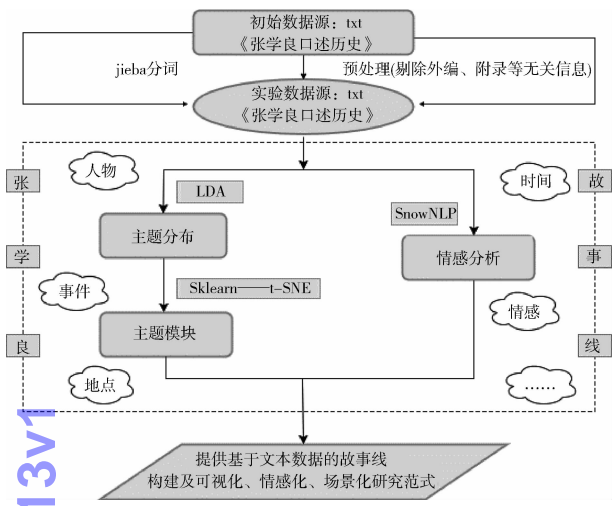 初始数据源：txt
《张学良口述历史》
jieba分词
预处理(剔除外编、附录等无关信息)
实验数据源：txt
《张学良口述历史》
人物
时间
张
故
LDA
SnowNLP
主题分布
情感分析
学
事
事件
Sklearn——t-SNE
情感
良
主题模块
线
地点
……
提供基于文本数据的故事线
构建及可视化、情感化、场景化研究范式
13v1